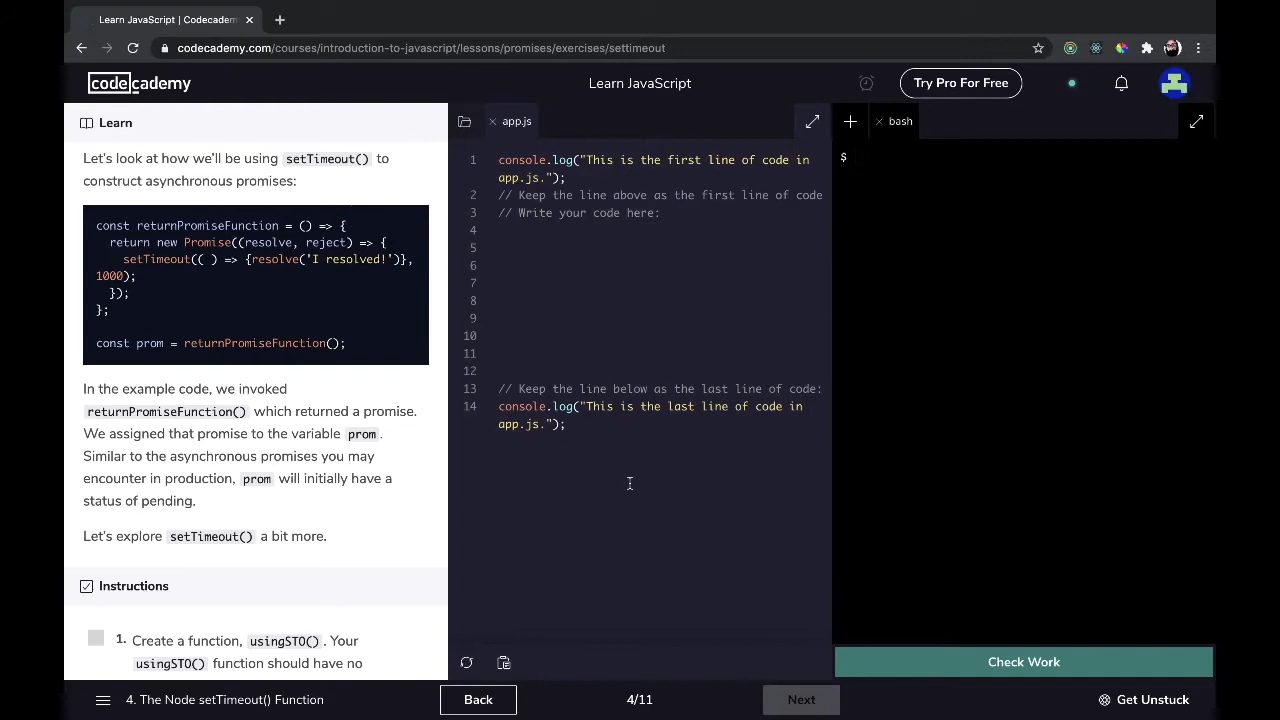 Learn JavaScript | Codecadem
codecademy.com/courses/introduction-to-javascript/lessons/promises/exercises/settimeout
codecademy
Learn JavaScript
Try Pro For Free
Learn
Let's look at how we'll be using setTimeout() to
construct asynchronous promises:
const returnPromiseFunction = () => {
return new Promise((resolve, reject) => {
setTimeout(( ) => {resolve('I resolved!')},
1000);
});
};
const prom = returnPromiseFunction();
In the example code, we invoked
returnPromiseFunction() which returned a promise.
We assigned that promise to the variable prom.
Similar to the asynchronous promises you may
encounter in production, prom will initially have a
status of pending.
Let's explore setTimeout() a bit more.
Instructions
1. Create a function, usingSTO(). Your
usingSTO() function should have no
app.js
1 console.log("This is the first line of code in
app.js.");
2 // Keep the line above as the first line of code
3 // Write your code here:
4
5
6
7
8
9
10
11
12
13 // Keep the line below as the last line of code:
14 console.log("This is the last line of code in
app.js.");
bash
$
Check Work
4. The Node setTimeout() Function
Back
4/11
Next
Get Unstuck